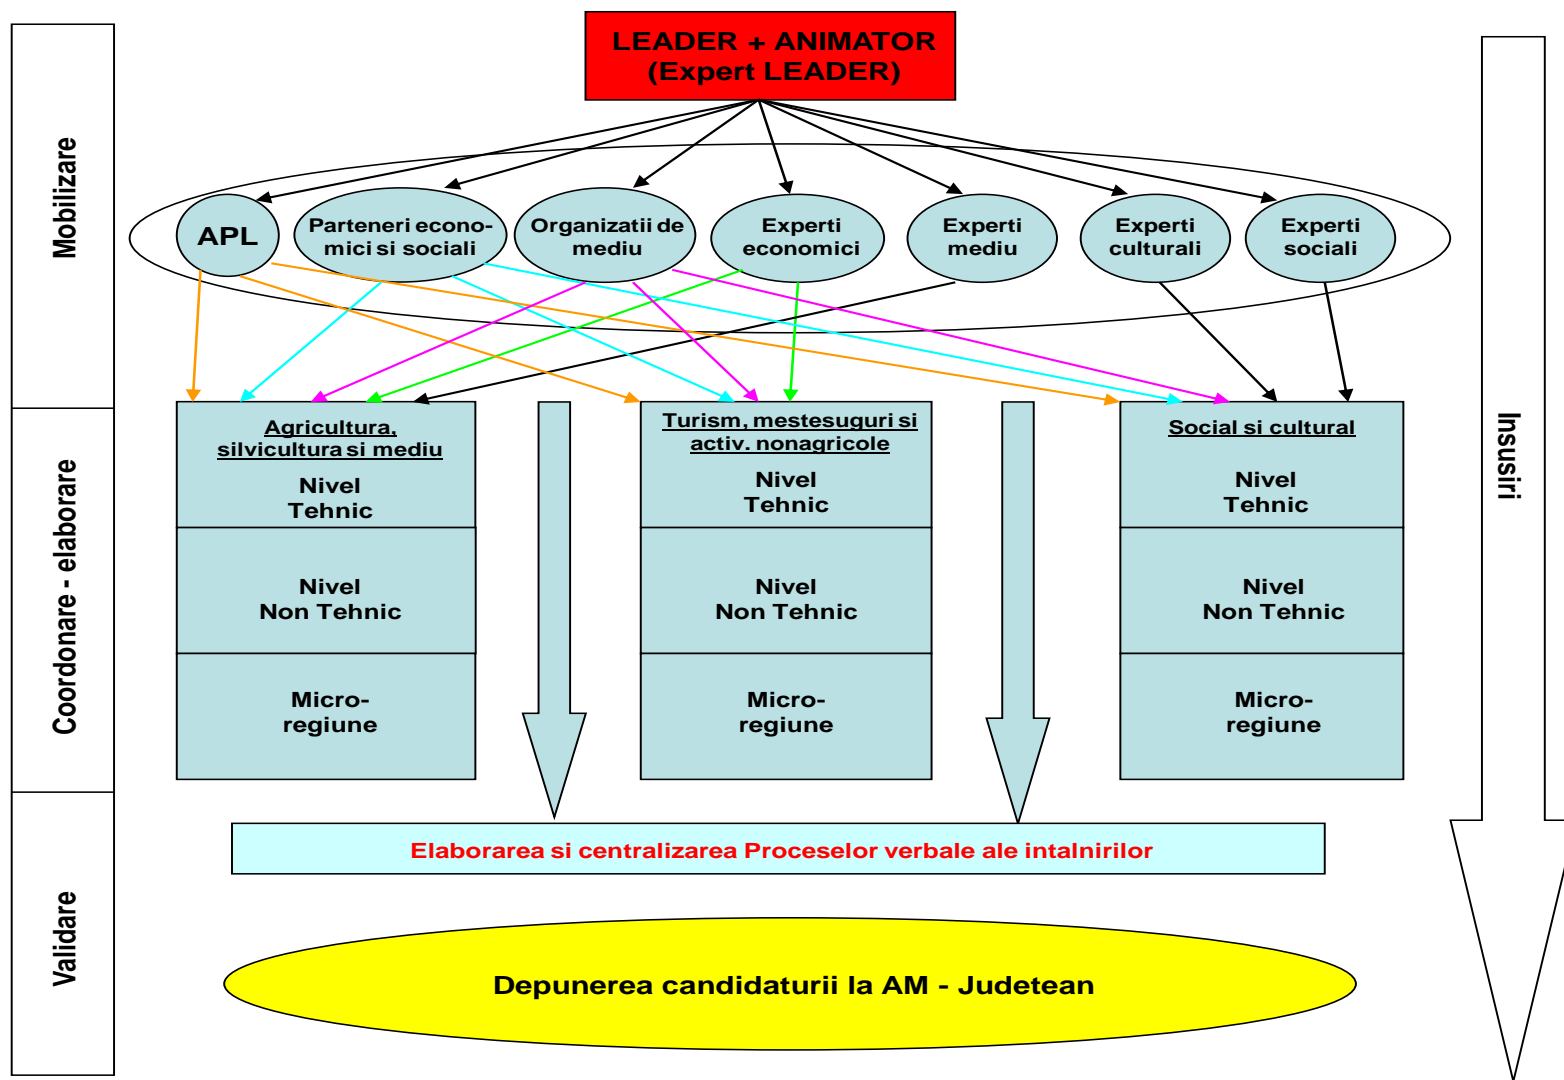 LEADER + ANIMATOR
(Expert LEADER)
Mobilizare
APL
Parteneri econo-
mici si sociali
Organizatii de
mediu
Experti
economici
Experti
mediu
Experti
culturali
Experti
sociali
Coordonare - elaborare
Agricultura,
silvicultura si mediu
Nivel
Tehnic
Nivel
Non Tehnic
Micro-
regiune
Turism, mestesuguri si
activ. nonagricole
Nivel
Tehnic
Nivel
Non Tehnic
Micro-
regiune
Social si cultural
Nivel
Tehnic
Nivel
Non Tehnic
Micro-
regiune
Insusiri
Validare
Elaborarea si centralizarea Proceselor verbale ale intalnirilor
Depunerea candidaturii la AM - Judetean